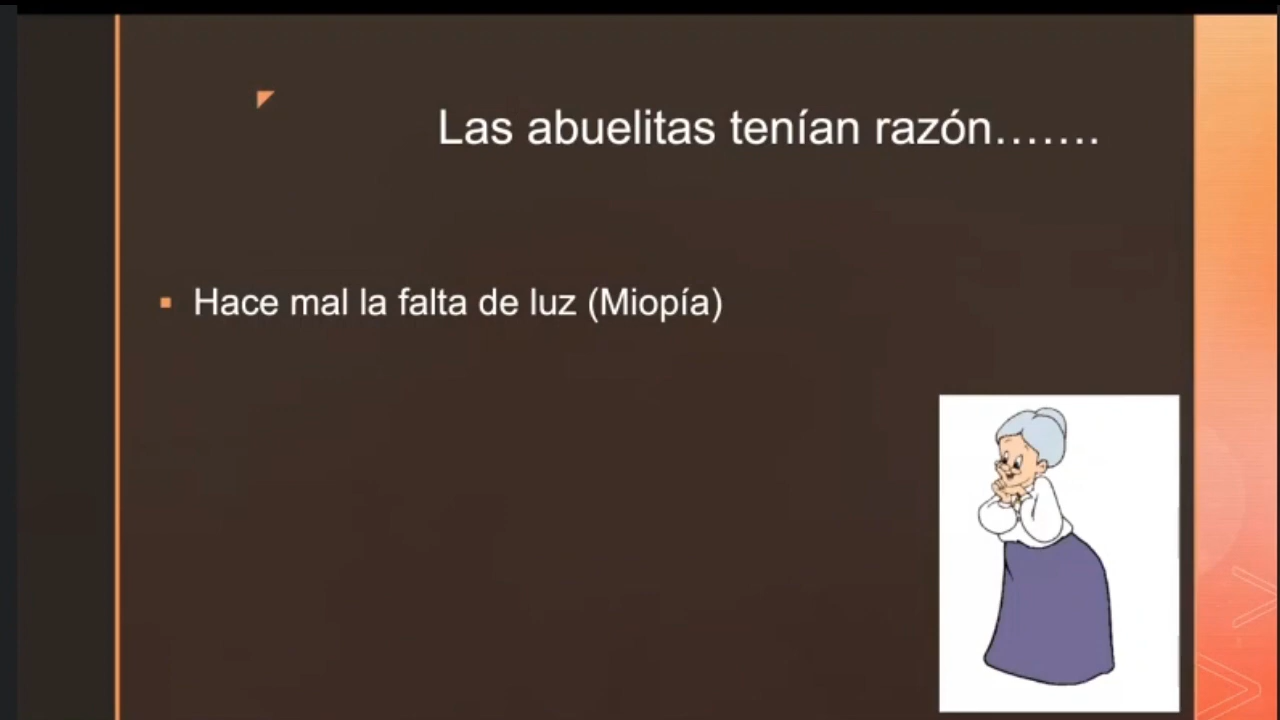 Las abuelitas tenían razón…….
Hace mal la falta de luz (Miopía)